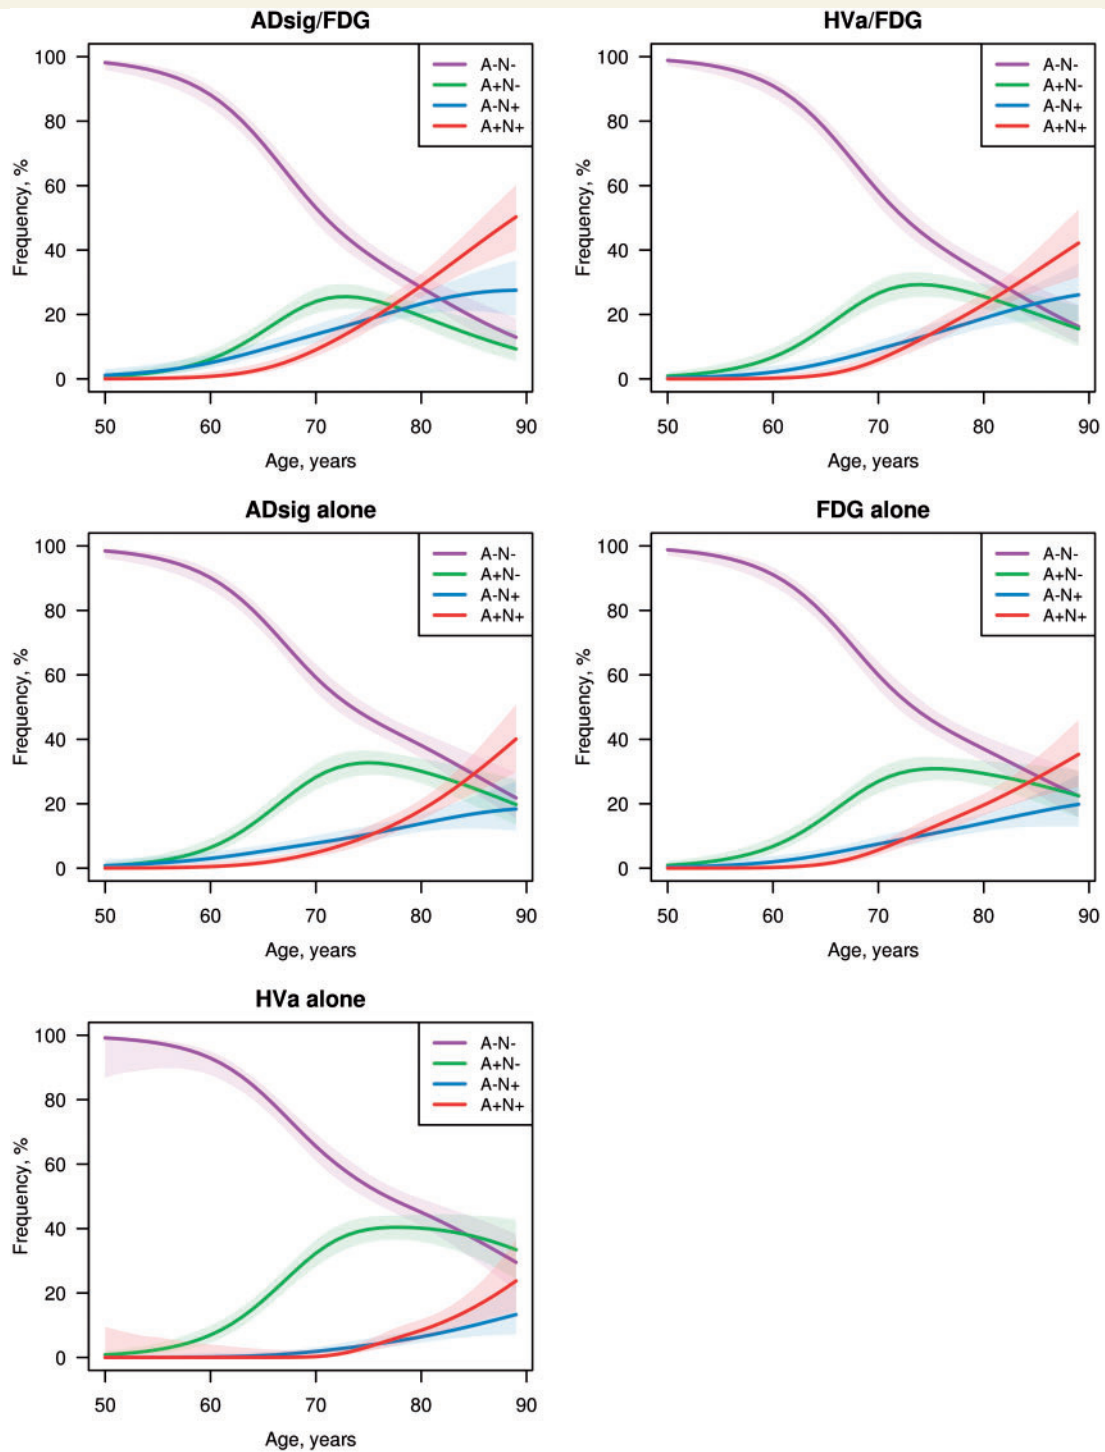 ADsig/FDG
Frequency, %
100
80
60
40
20
0
A-N-
A+N-
A-N+
A+N+
50 60 70 80 90
Age, years
HVa/FDG
Frequency, %
100
80
60
40
20
0
A-N-
A+N-
A-N+
A+N+
50 60 70 80 90
Age, years
ADsig alone
Frequency, %
100
80
60
40
20
0
A-N-
A+N-
A-N+
A+N+
50 60 70 80 90
Age, years
FDG alone
Frequency, %
100
80
60
40
20
0
A-N-
A+N-
A-N+
A+N+
50 60 70 80 90
Age, years
HVa alone
Frequency, %
100
80
60
40
20
0
A-N-
A+N-
A-N+
A+N+
50 60 70 80 90
Age, years